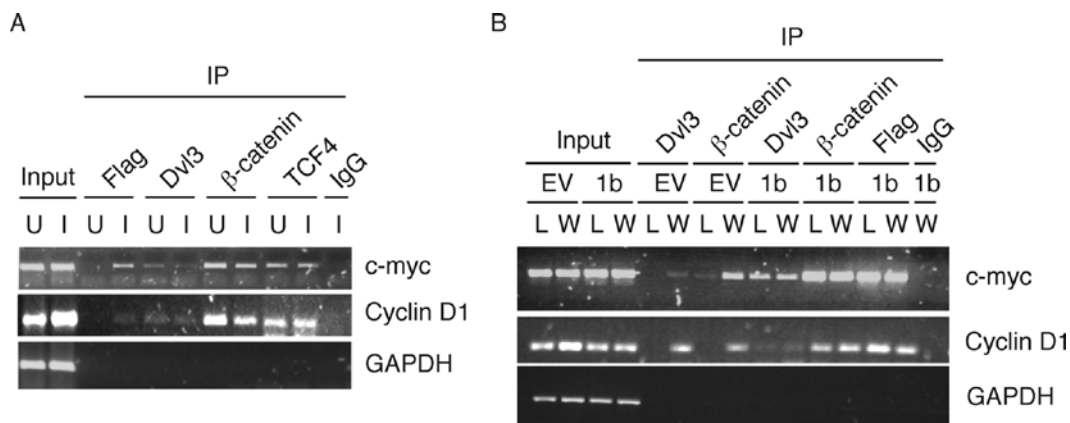 A
IP
Input Flag Dvl3 β-catenin TCF4 IgG
U I U I U I U I U I I
c-myc
Cyclin D1
GAPDH
B
IP
Input Dvl3 β-catenin Dvl3 β-catenin Flag IgG
EV 1b EV EV 1b 1b 1b 1b
L W L W L W L W L W L W L W W
c-myc
Cyclin D1
GAPDH